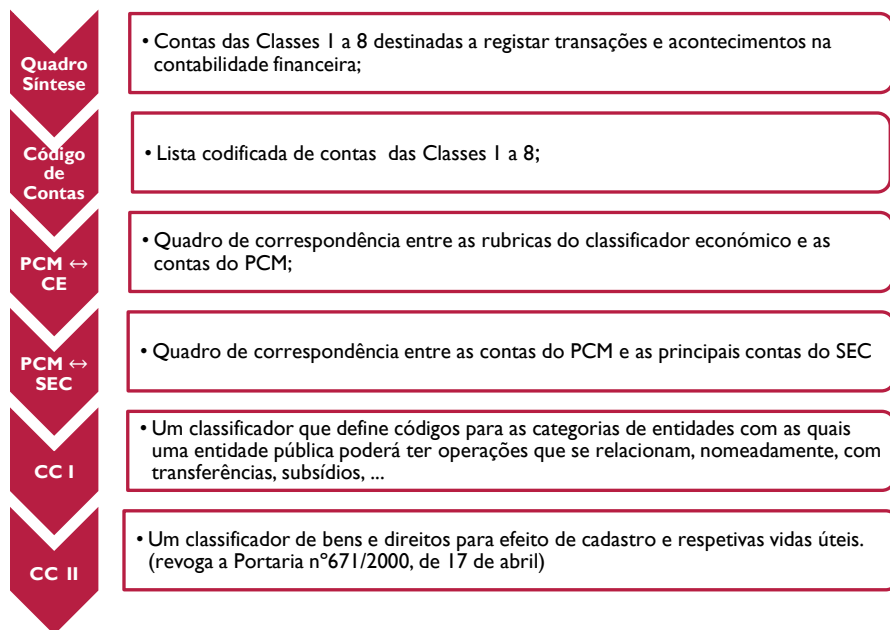 Quadro
Síntese
• Contas das Classes 1 a 8 destinadas a registar transações e acontecimentos na
contabilidade financeira;
Código
de
Contas
• Lista codificada de contas das Classes 1 a 8;
PCM ↔
CE
• Quadro de correspondência entre as rubricas do classificador económico e as
contas do PCM;
PCM ↔
SEC
• Quadro de correspondência entre as contas do PCM e as principais contas do SEC
CC I
• Um classificador que define códigos para as categorias de entidades com as quais
uma entidade pública poderá ter operações que se relacionam, nomeadamente, com
transferências, subsídios, ...
CC II
• Um classificador de bens e direitos para efeito de cadastro e respetivas vidas úteis.
(revoga a Portaria nº671/2000, de 17 de abril)